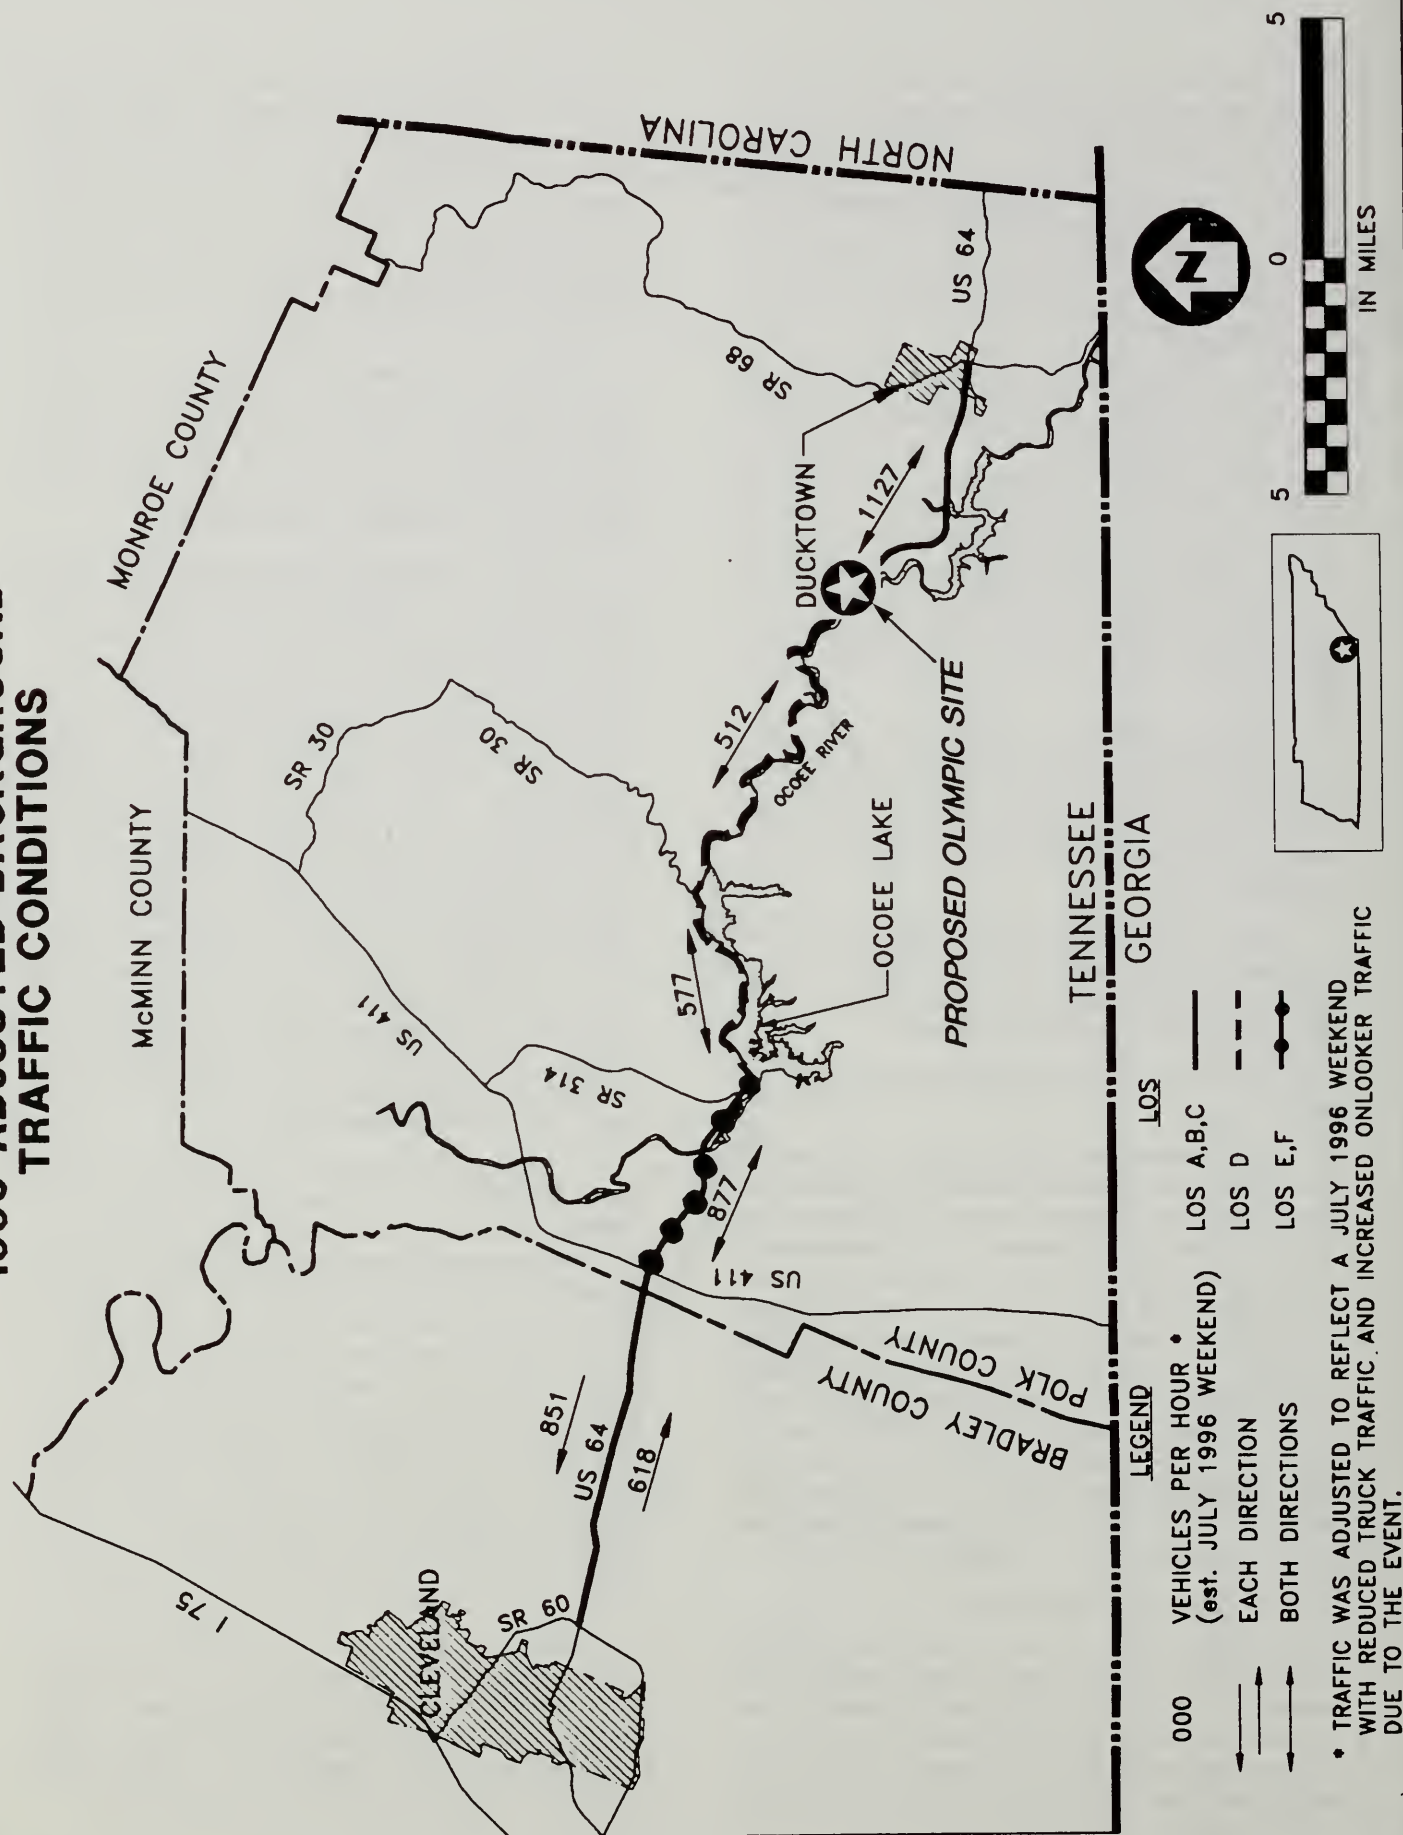 TRAFFIC CONDITIONS
MONROE COUNTY
McMINN COUNTY
NORTH CAROLINA
SR 30
SR 30
US 411
SR 314
SR 68
I 75
CLEVELAND
SR 60
851
US 64
618
877
577
512
1127
OCOEE RIVER
DUCKTOWN
US 64
US 411
OCOEE LAKE
PROPOSED OLYMPIC SITE
POLK COUNTY
BRADLEY COUNTY
TENNESSEE
GEORGIA
N
LEGEND
LOS
000 VEHICLES PER HOUR *
(est. JULY 1996 WEEKEND)
EACH DIRECTION
BOTH DIRECTIONS
LOS A,B,C
LOS D
LOS E,F
5 0 5
IN MILES
* TRAFFIC WAS ADJUSTED TO REFLECT A JULY 1996 WEEKEND
WITH REDUCED TRUCK TRAFFIC, AND INCREASED ONLOOKER TRAFFIC
DUE TO THE EVENT.